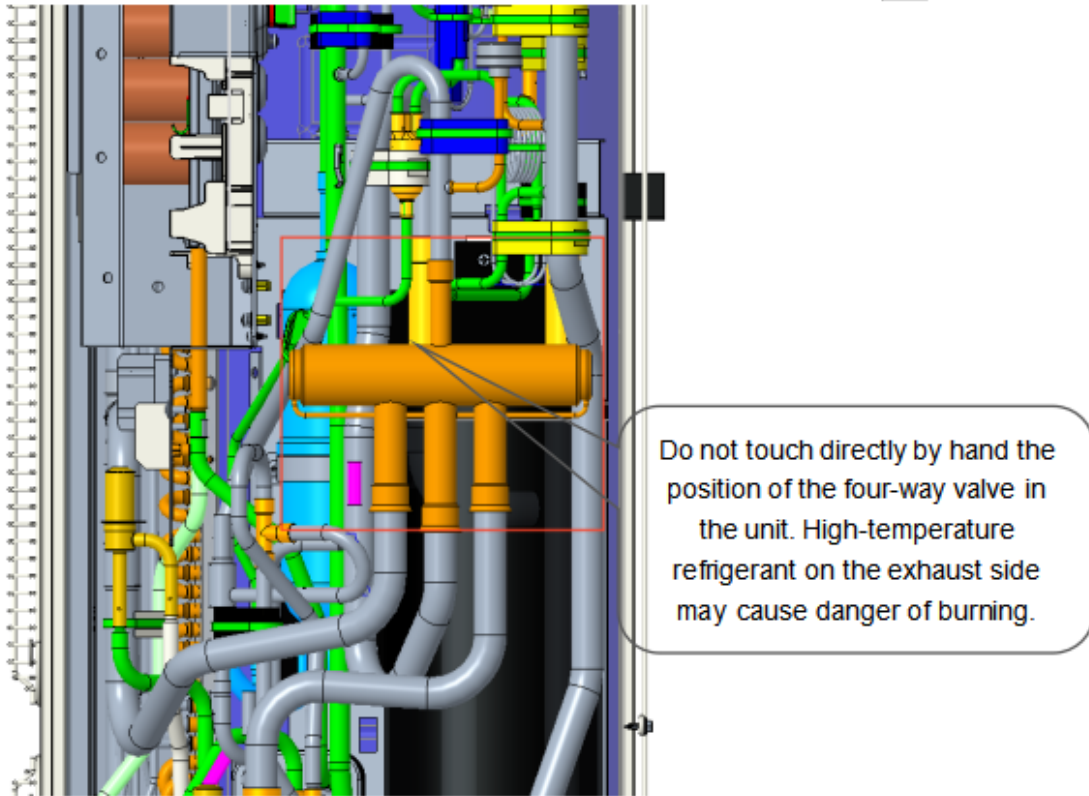 Do not touch directly by hand the
position of the four-way valve in
the unit. High-temperature
refrigerant on the exhaust side
may cause danger of burning.